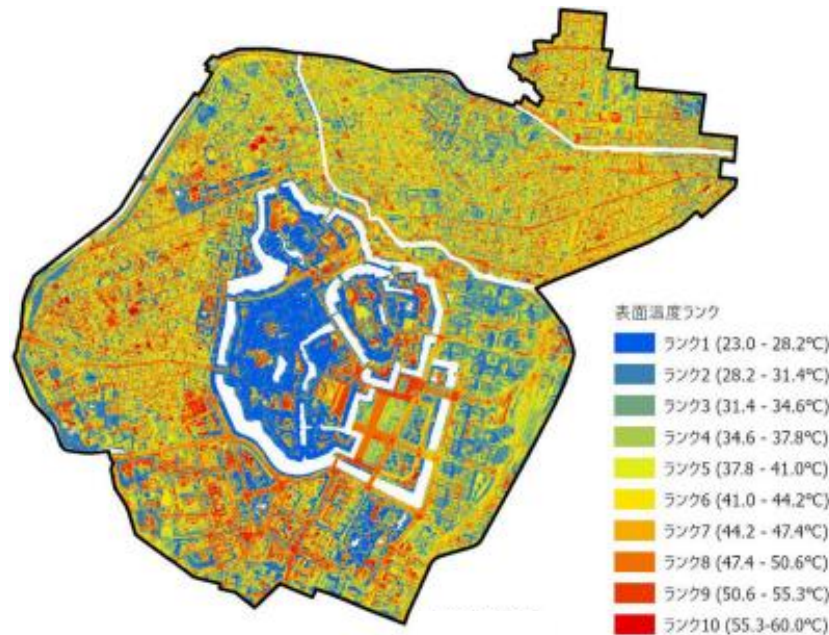 表面温度ランク
ランク1 (23.0 - 28.2℃)
ランク2 (28.2 - 31.4℃)
ランク3 (31.4 - 34.6℃)
ランク4 (34.6 - 37.8℃)
ランク5 (37.8 - 41.0℃)
ランク6 (41.0 - 44.2℃)
ランク7 (44.2 - 47.4℃)
ランク8 (47.4 - 50.6℃)
ランク9 (50.6 - 55.3℃)
ランク10 (55.3-60.0℃)